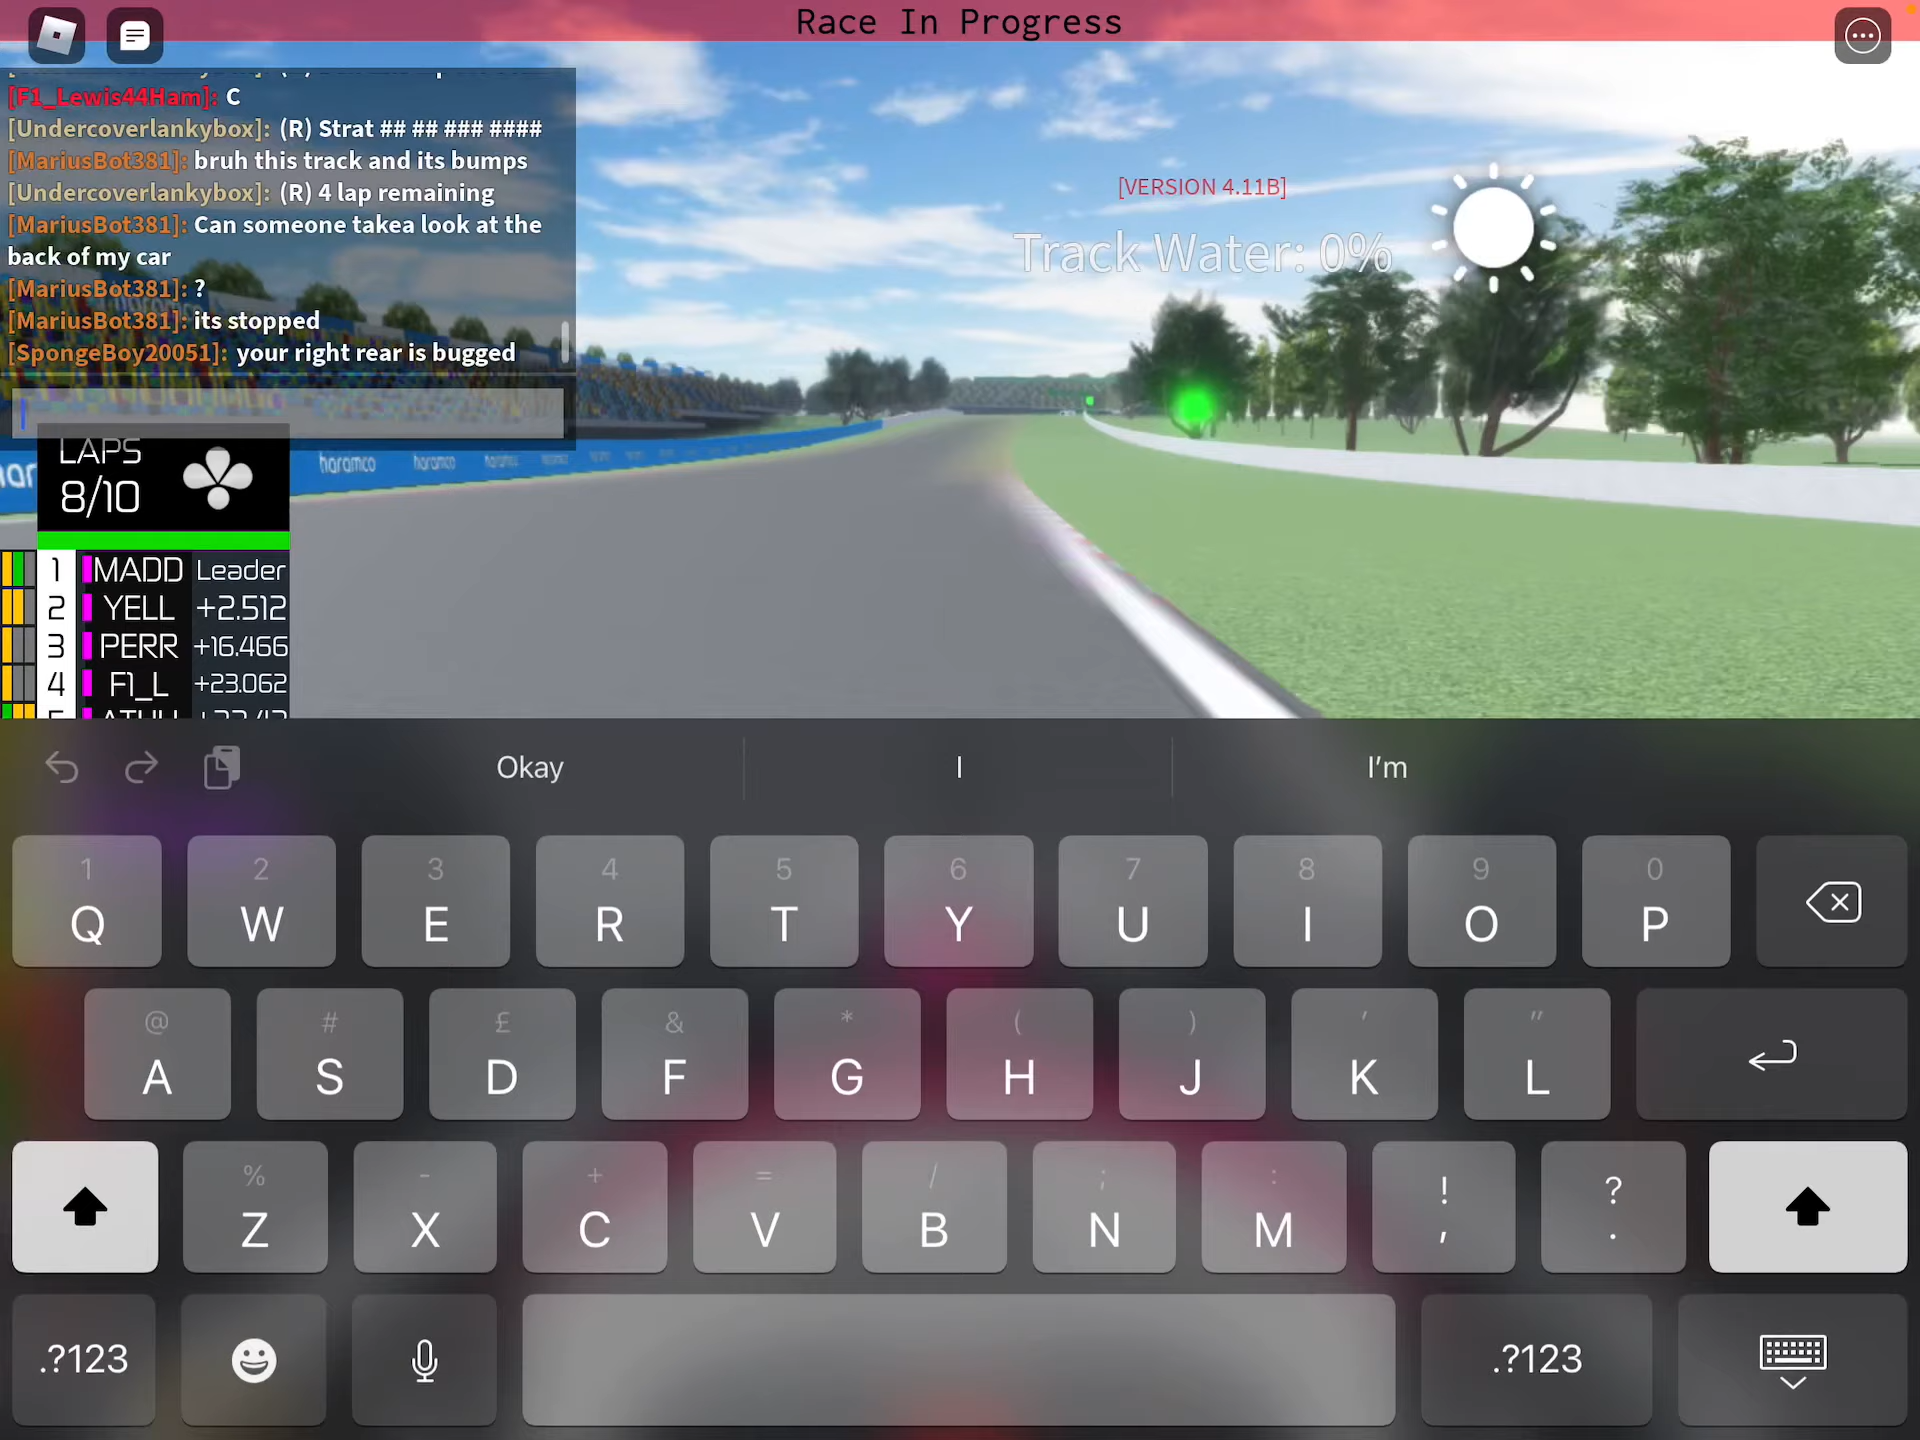 Race In Progress
[F1_Lewis44Ham]: C
[Undercoverlankybox]: (R) Strat ## ## ### ####
[MariusBot381]: bruh this track and its bumps
[Undercoverlankybox]: (R) 4 lap remaining
[MariusBot381]: Can someone takea look at the
back of my car
[MariusBot381]: ?
[MariusBot381]: its stopped
[SpongeBoy20051]: your right rear is bugged
[VERSION 4.11B]
Track Water: 0%
haramco haramco haramco
LAPS
8/10
1 MADD Leader
2 YELL +2.512
3 PERR +16.466
4 F1_L +23.062
Okay I I'm
1 2 3 4 5 6 7 8 9 0
Q W E R T Y U I O P
@ # £ & * ( ) ' "
A S D F G H J K L
% - + = / ; : ! ?
Z X C V B N M , .
.?123 .?123